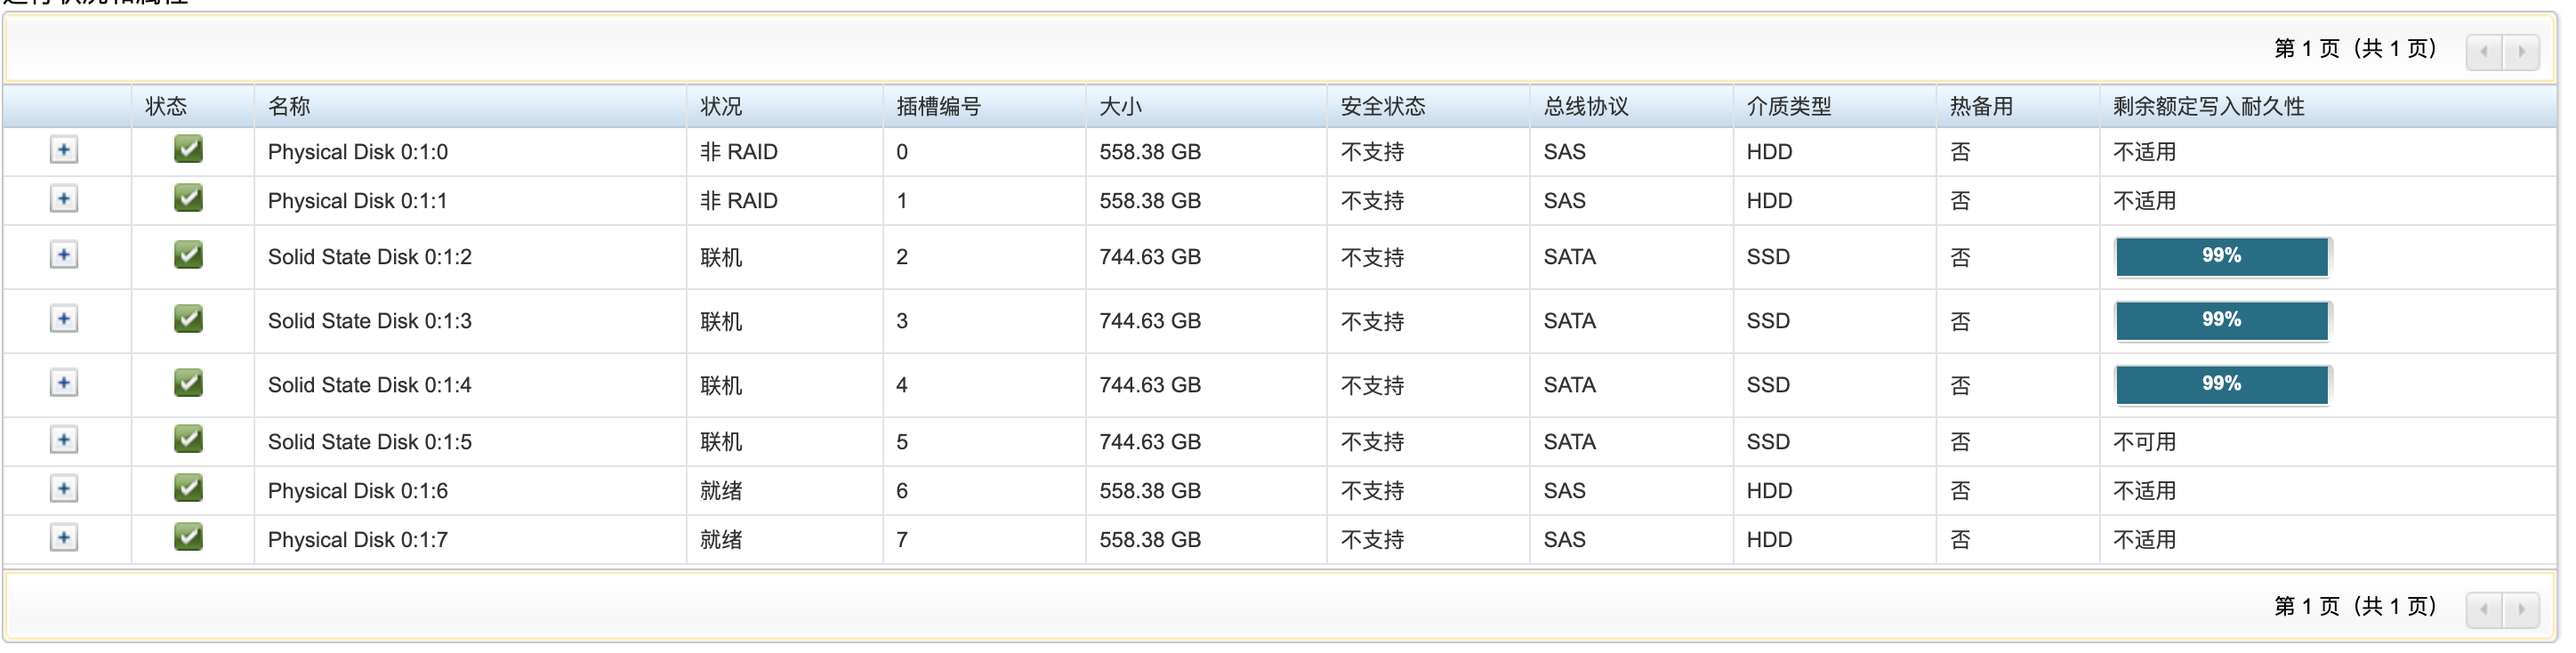 第 1 页（共 1 页）
状态 名称 状况 插槽编号 大小 安全状态 总线协议 介质类型 热备用 剩余额定写入耐久性
Physical Disk 0:1:0 非 RAID 0 558.38 GB 不支持 SAS HDD 否 不适用
Physical Disk 0:1:1 非 RAID 1 558.38 GB 不支持 SAS HDD 否 不适用
Solid State Disk 0:1:2 联机 2 744.63 GB 不支持 SATA SSD 否 99%
Solid State Disk 0:1:3 联机 3 744.63 GB 不支持 SATA SSD 否 99%
Solid State Disk 0:1:4 联机 4 744.63 GB 不支持 SATA SSD 否 99%
Solid State Disk 0:1:5 联机 5 744.63 GB 不支持 SATA SSD 否 不可用
Physical Disk 0:1:6 就绪 6 558.38 GB 不支持 SAS HDD 否 不适用
Physical Disk 0:1:7 就绪 7 558.38 GB 不支持 SAS HDD 否 不适用
第 1 页（共 1 页）